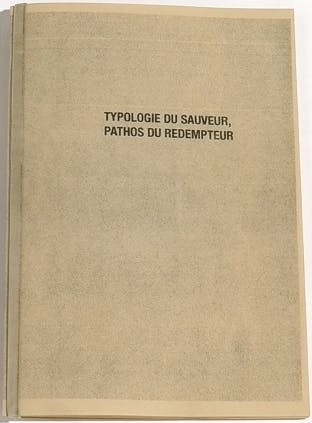 TYPOLOGIE DU SAUVEUR,
PATHOS DU REDEMPTEUR